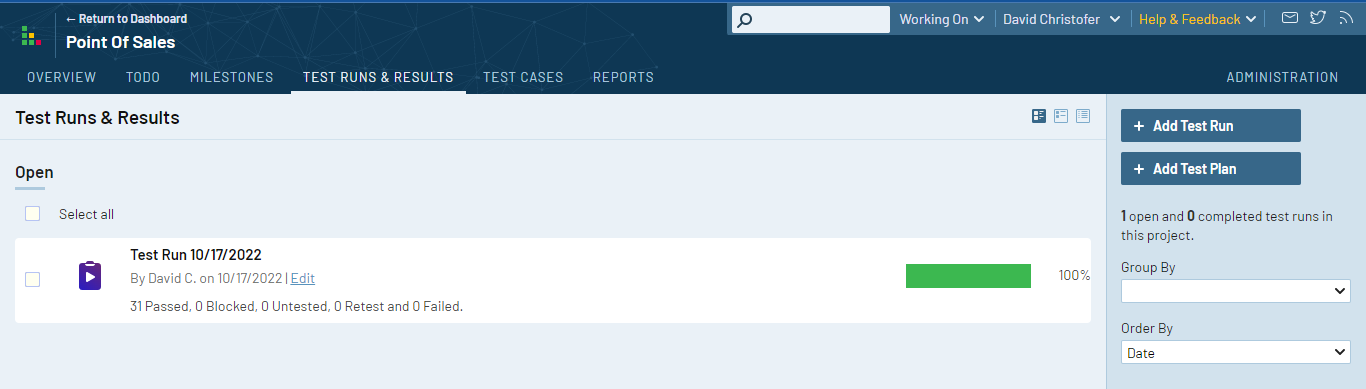 ← Return to Dashboard
Point Of Sales
Working On
David Christofer
Help & Feedback
OVERVIEW
TODO
MILESTONES
TEST RUNS & RESULTS
TEST CASES
REPORTS
ADMINISTRATION
Test Runs & Results
Open
Select all
Test Run 10/17/2022
By David C. on 10/17/2022 | Edit
31 Passed, 0 Blocked, 0 Untested, 0 Retest and 0 Failed.
100%
+ Add Test Run
+ Add Test Plan
1 open and 0 completed test runs in
this project.
Group By
Order By
Date